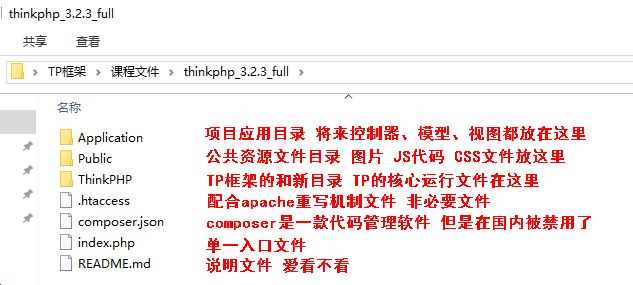 thinkphp_3.2.3_full
共享 查看
TP框架 课程文件 thinkphp_3.2.3_full
名称
Application 项目应用目录 将来控制器、模型、视图都放在这里
Public 公共资源文件目录 图片 JS代码 CSS文件放这里
ThinkPHP TP框架的和新目录 TP的核心运行文件在这里
.htaccess 配合apache重写机制文件 非必要文件
composer.json composer是一款代码管理软件 但是在国内被禁用了
index.php 单一入口文件
README.md 说明文件 爱看不看